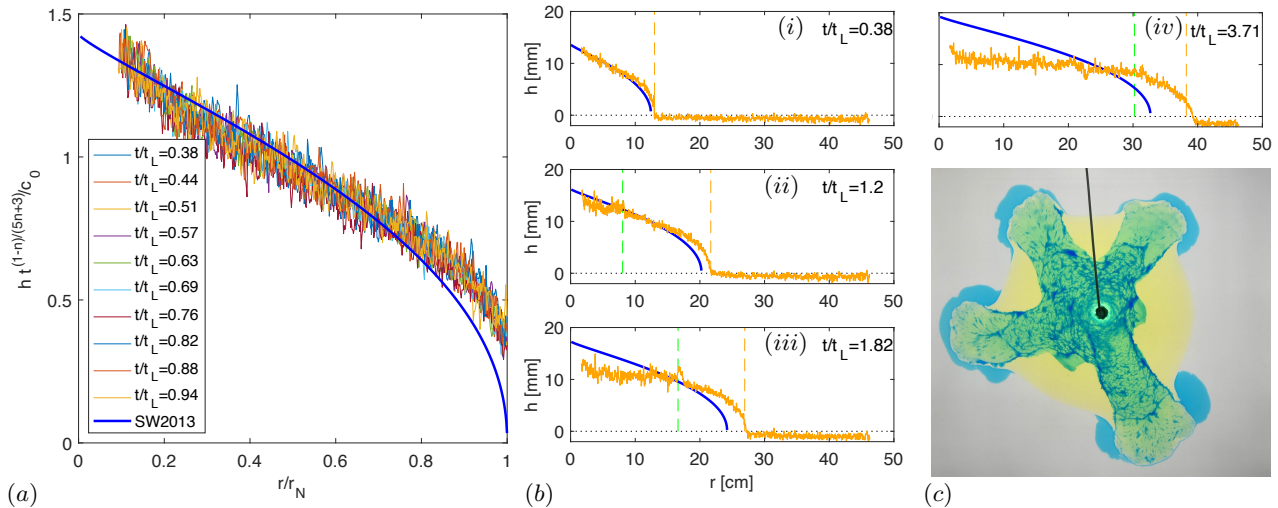 1.5
1
0.5
0
h t^(1-n)/(5n+3)/c_0
t/t_L=0.38
t/t_L=0.44
t/t_L=0.51
t/t_L=0.57
t/t_L=0.63
t/t_L=0.69
t/t_L=0.76
t/t_L=0.82
t/t_L=0.88
t/t_L=0.94
SW2013
0 0.2 0.4 0.6 0.8 1
r/r_N
(a)
(i)
t/t_L=0.38
h [mm]
20
10
0
0 10 20 30 40 50
(ii)
t/t_L=1.2
h [mm]
20
10
0
0 10 20 30 40 50
(iii)
t/t_L=1.82
h [mm]
20
10
0
0 10 20 30 40 50
r [cm]
(b)
(iv)
t/t_L=3.71
h [mm]
20
10
0
0 10 20 30 40 50
(c)